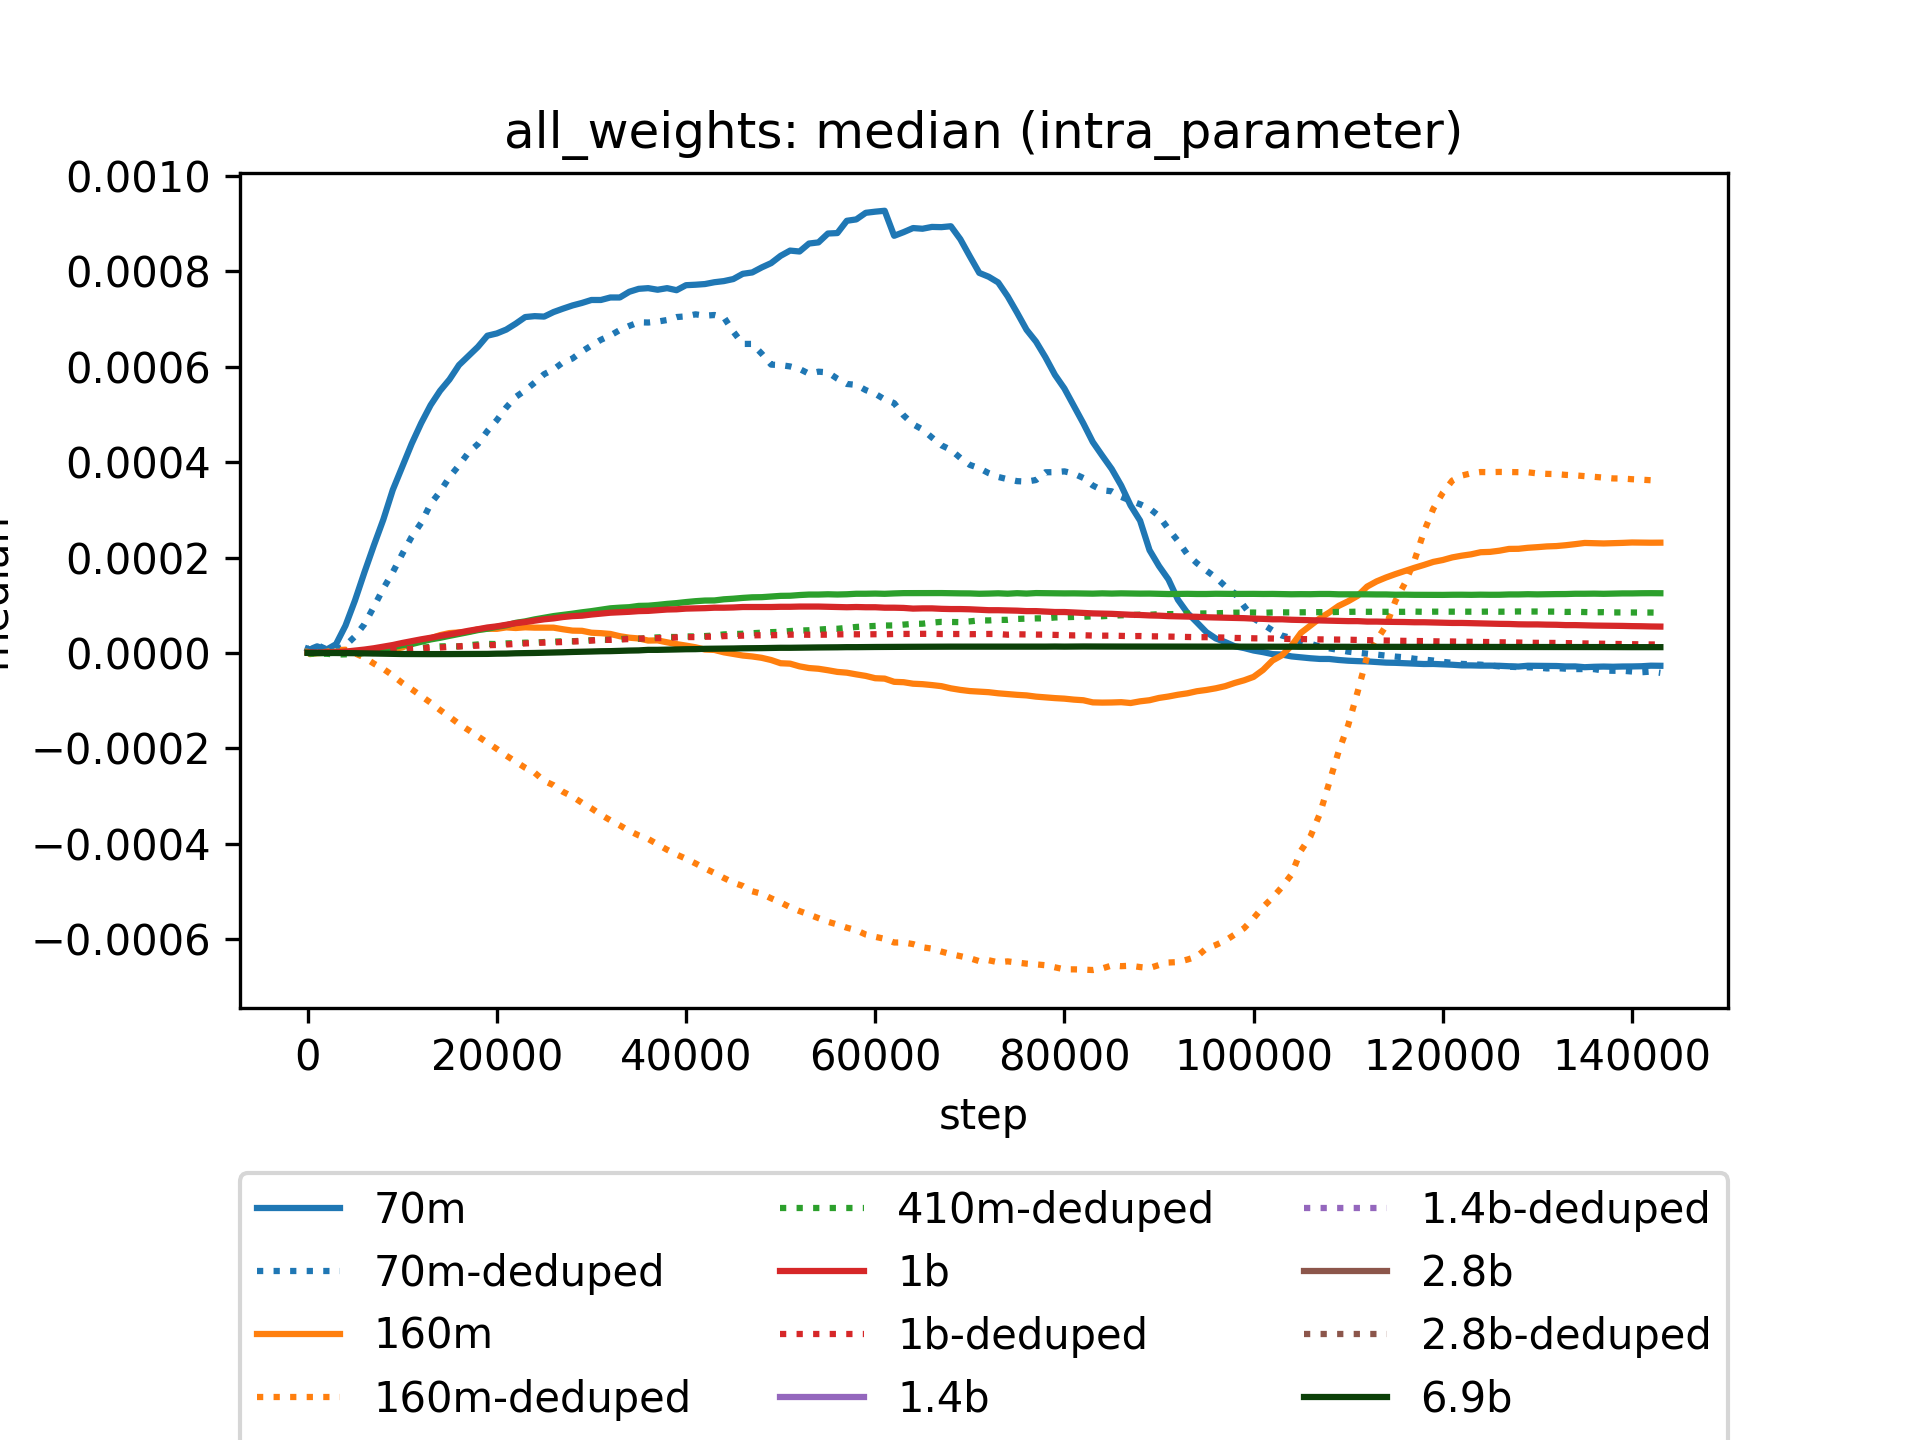 all_weights: median (intra_parameter)
0.0010
0.0008
0.0006
0.0004
0.0002
0.0000
−0.0002
−0.0004
−0.0006
0 20000 40000 60000 80000 100000 120000 140000
step
70m
70m-deduped
160m
160m-deduped
410m-deduped
1b
1b-deduped
1.4b
1.4b-deduped
2.8b
2.8b-deduped
6.9b